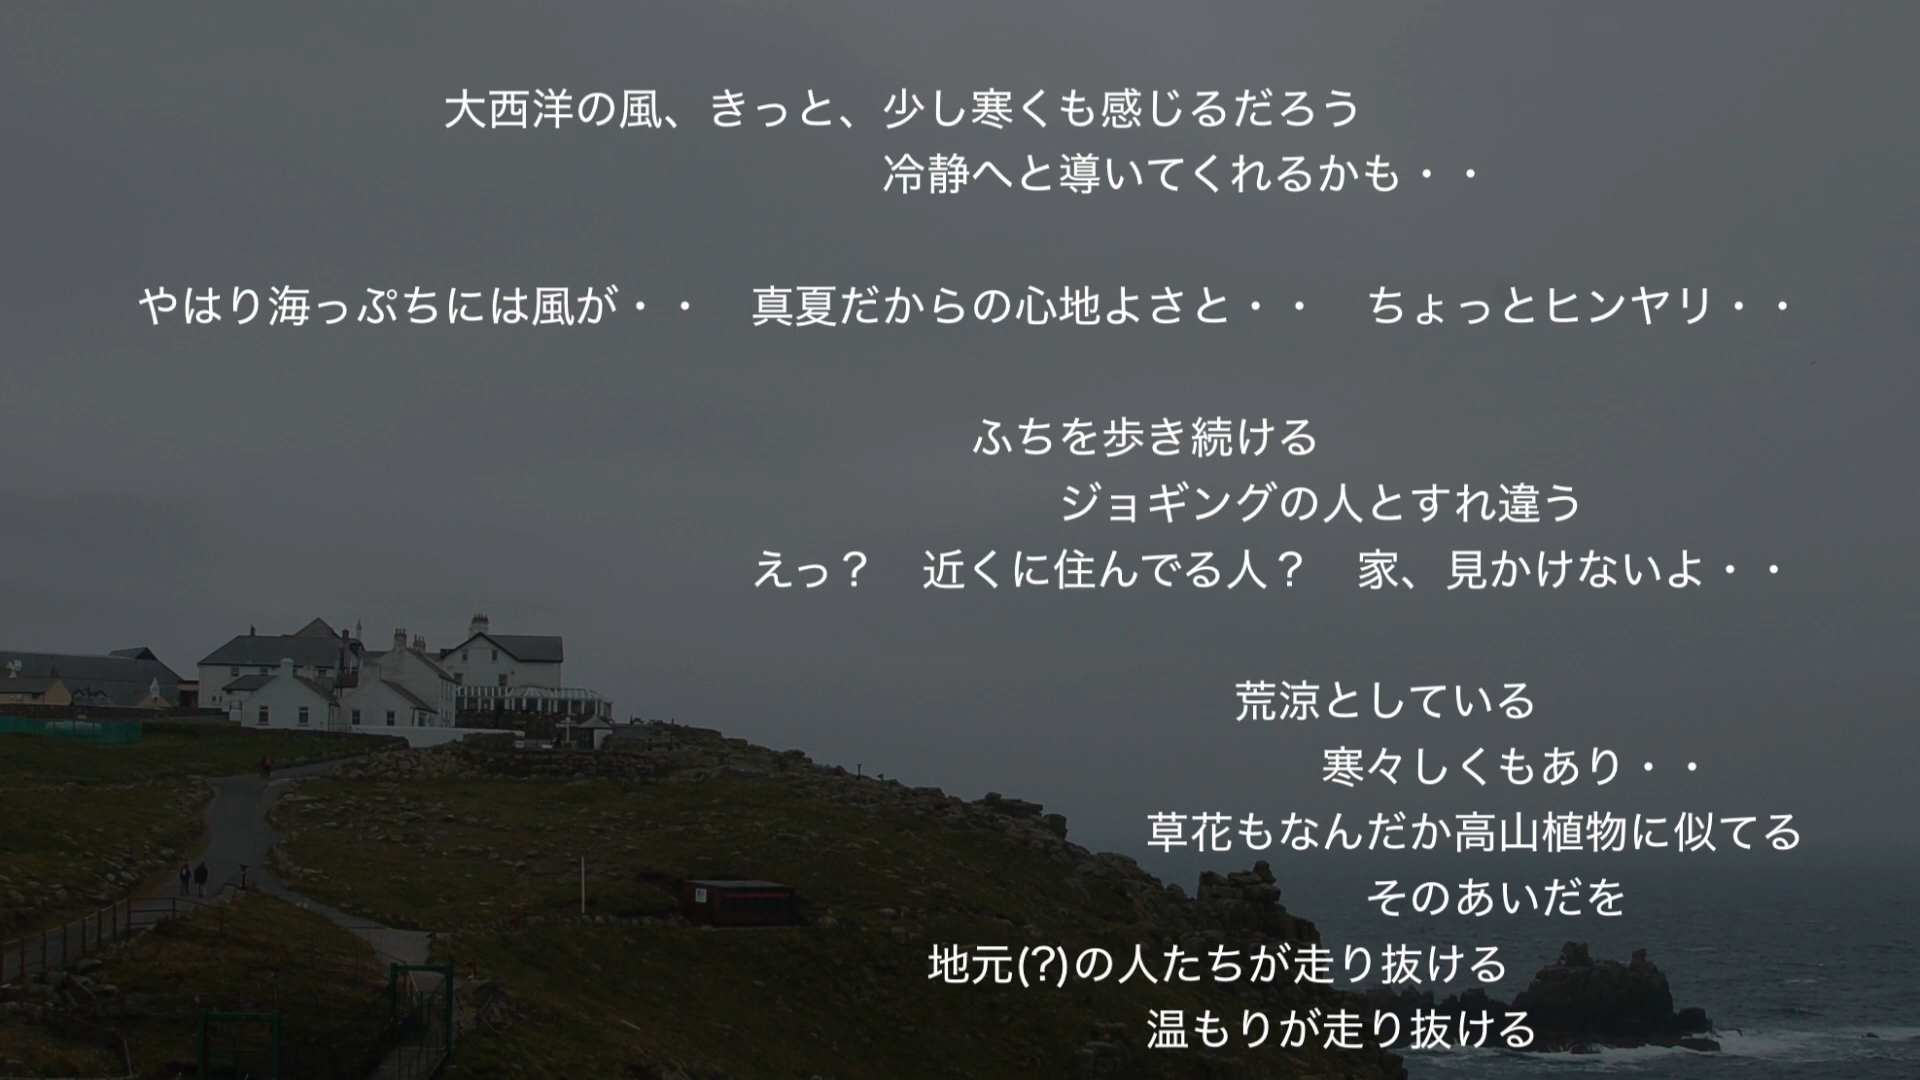 大西洋の風、きっと、少し寒くも感じるだろう
冷静へと導いてくれるかも・・
やはり海っぷちには風が・・　真夏だからの心地よさと・・　ちょっとヒンヤリ・・
ふちを歩き続ける
ジョギングの人とすれ違う
えっ？　近くに住んでる人？　家、見かけないよ・・
荒涼としている
寒々しくもあり・・
草花もなんだか高山植物に似てる
そのあいだを
地元(?)の人たちが走り抜ける
温もりが走り抜ける